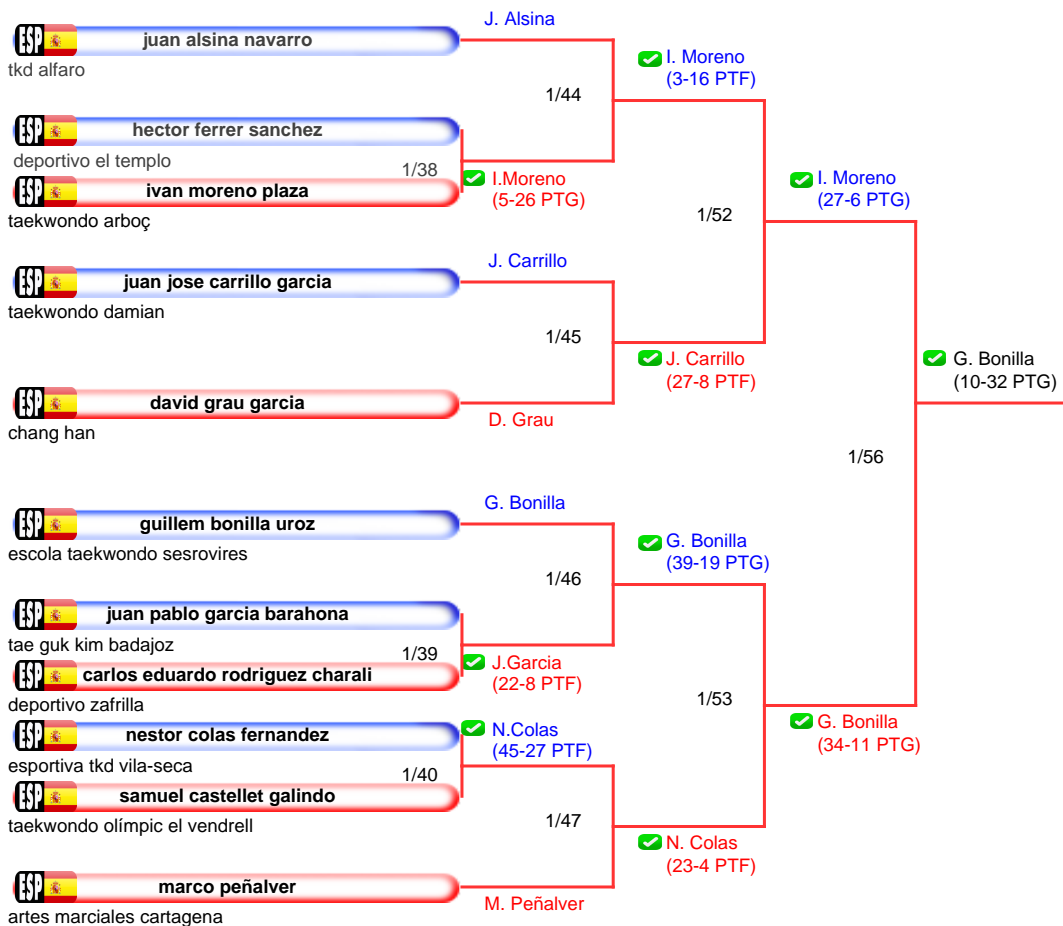 J. Alsina
ESP juan alsina navarro
tkd alfaro
I. Moreno
(3-16 PTF)
1/44
ESP hector ferrer sanchez
deportivo el templo
1/38
ESP ivan moreno plaza
taekwondo arboç
I.Moreno
(5-26 PTG)
I. Moreno
(27-6 PTG)
1/52
J. Carrillo
ESP juan jose carrillo garcia
taekwondo damian
1/45
J. Carrillo
(27-8 PTF)
ESP david grau garcia
chang han
D. Grau
G. Bonilla
(10-32 PTG)
1/56
G. Bonilla
ESP guillem bonilla uroz
escola taekwondo sesrovires
G. Bonilla
(39-19 PTG)
1/46
ESP juan pablo garcia barahona
tae guk kim badajoz
1/39
ESP carlos eduardo rodriguez charali
deportivo zafrilla
J.Garcia
(22-8 PTF)
1/53
G. Bonilla
(34-11 PTG)
ESP nestor colas fernandez
esportiva tkd vila-seca
N.Colas
(45-27 PTF)
1/40
ESP samuel castellet galindo
taekwondo olímpic el vendrell
1/47
N. Colas
(23-4 PTF)
ESP marco peñalver
artes marciales cartagena
M. Peñalver